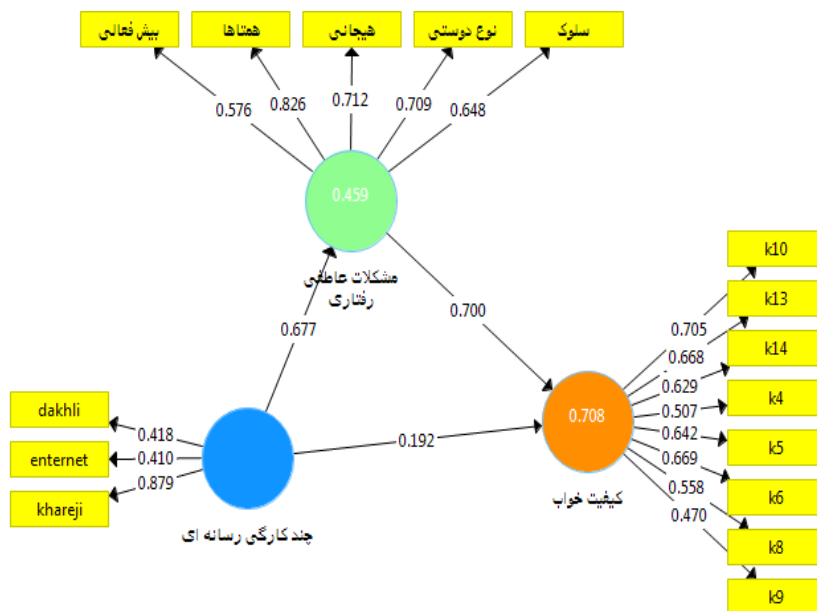 بیش فعالی
همتاها
هیجانی
نوع دوستی
سلوک
0.576
0.826
0.712
0.709
0.648
0.459
مشکلات عاطفی
رفتاری
0.677
0.700
dakhli
enternet
khareji
0.418
0.410
0.879
چند کارگی رسانه ای
0.192
0.708
کیفیت خواب
0.705
0.668
0.629
0.507
0.642
0.669
0.558
0.470
k10
k13
k14
k4
k5
k6
k8
k9